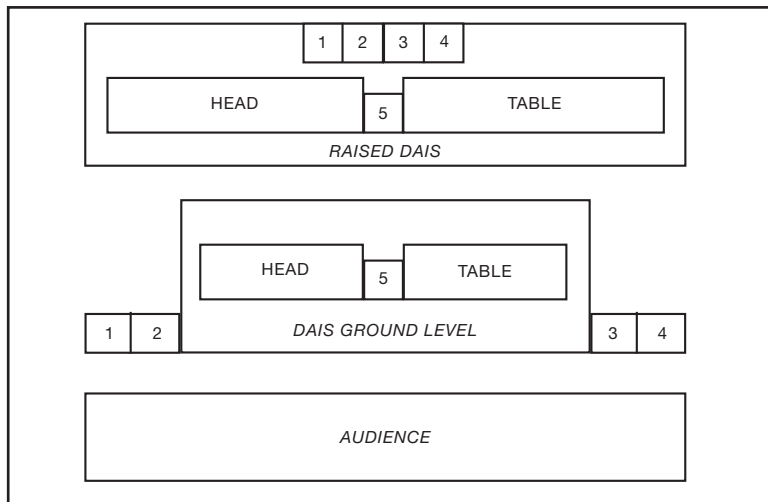 1 2 3 4
HEAD 5 TABLE
RAISED DAIS
HEAD 5 TABLE
1 2 DAIS GROUND LEVEL 3 4
AUDIENCE